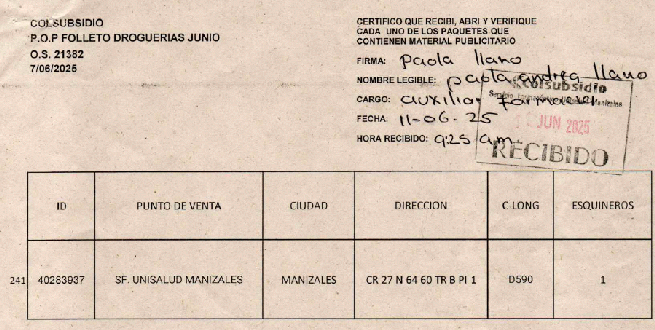 COLSUBSIDIO
P.O.P FOLLETO DROGUERIAS JUNIO
O.S. 21382
7/06/2025
CERTIFICO QUE RECIBI, ABRI Y VERIFIQUE
CADA UNO DE LOS PAQUETES QUE
CONTIENEN MATERIAL PUBLICITARIO
FIRMA: Paola llano
NOMBRE LEGIBLE: paola andrea llano
CARGO: auxiliar
FECHA: 11-06-25
HORA RECIBIDO: 9:25 a.m.
colsubsidio
JUN 2025
RECIBIDO
ID PUNTO DE VENTA CIUDAD DIRECCION C-LONG ESQUINEROS
241 40283937 SF. UNISALUD MANIZALES MANIZALES CR 27 N 64 60 TR B PI 1 D590 1